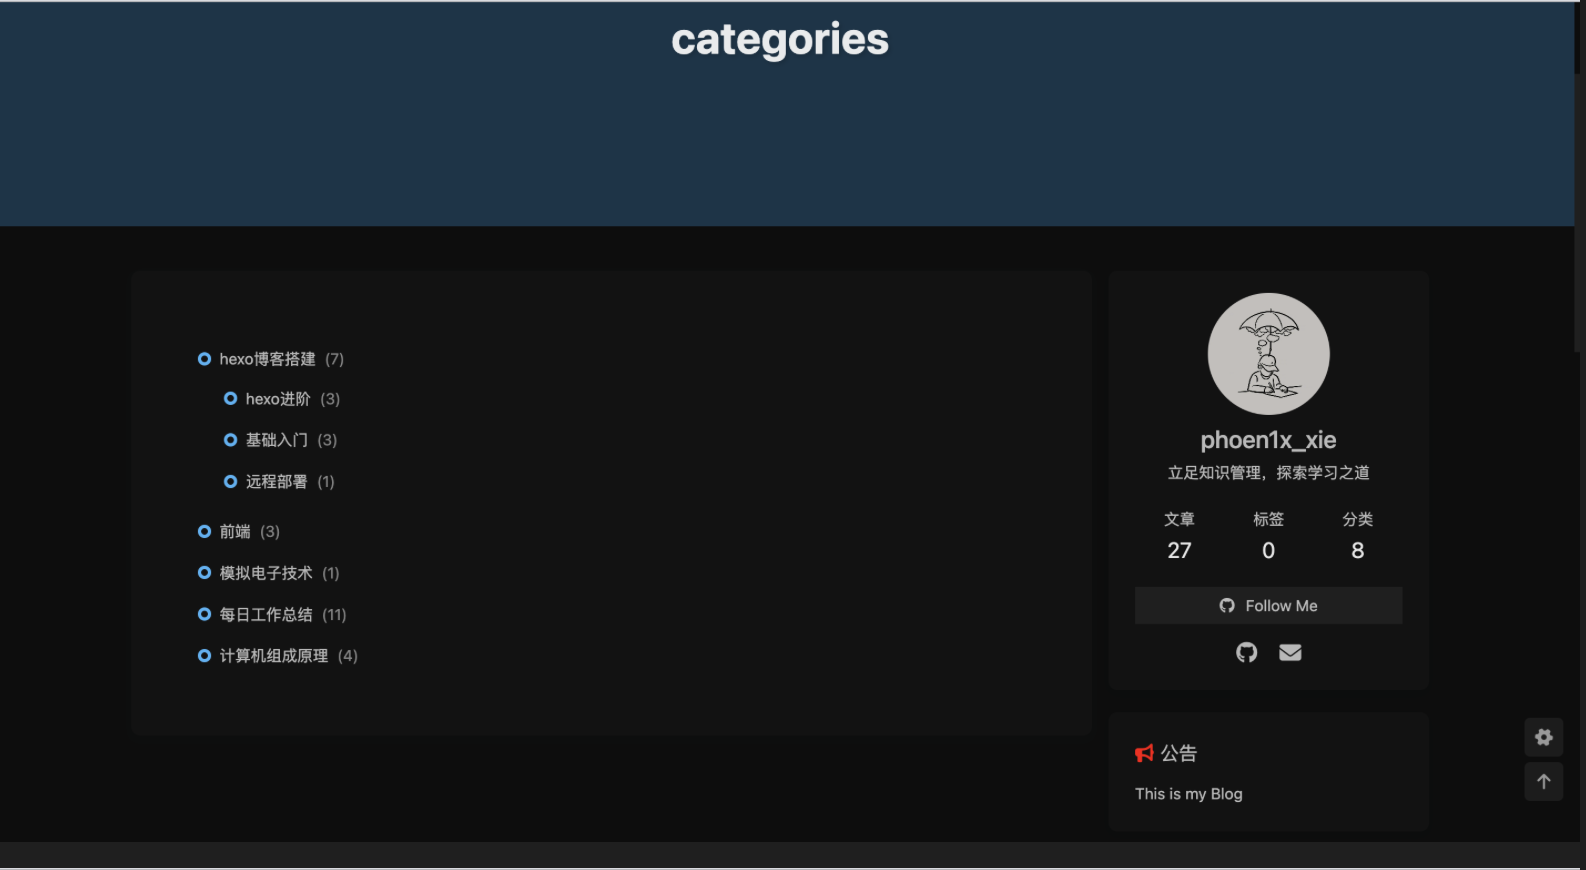 categories
hexo博客搭建 (7)
hexo进阶 (3)
基础入门 (3)
远程部署 (1)
前端 (3)
模拟电子技术 (1)
每日工作总结 (11)
计算机组成原理 (4)
phoen1x_xie
立足知识管理，探索学习之道
文章 标签 分类
27 0 8
Follow Me
公告
This is my Blog